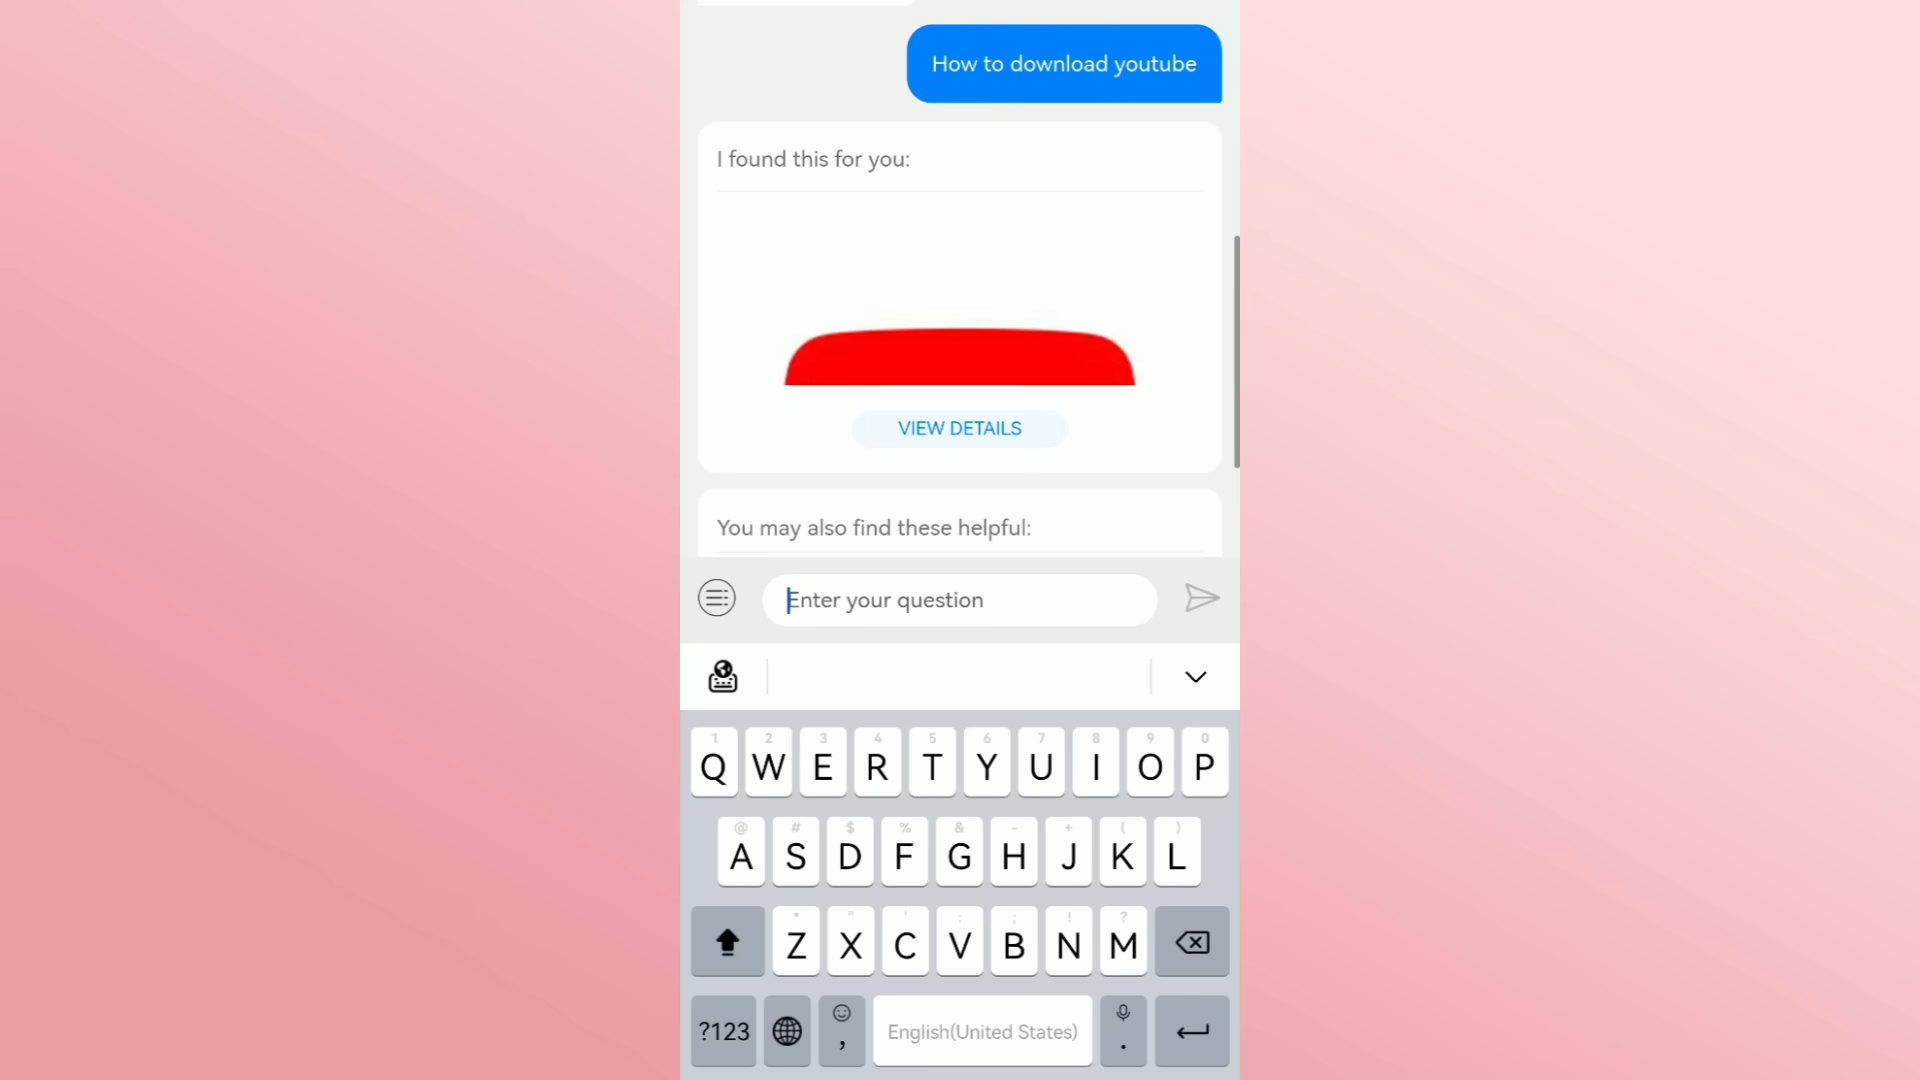 How to download youtube
I found this for you:
VIEW DETAILS
You may also find these helpful:
Enter your question
1 2 3 4 5 6 7 8 9 0
Q W E R T Y U I O P
@ # $ % & - + ( )
A S D F G H J K L
* " ' : ; ! ?
Z X C V B N M
?123 , English(United States) .